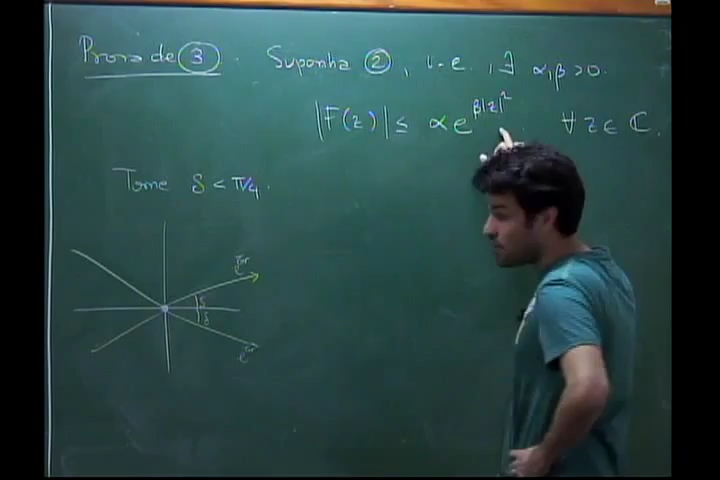 Prova de ③. Suponha ②, i.e., ∃ α, β > 0.
|F(z)| ≤ α e^{β|z|²} ∀ z ∈ ℂ.
Tome δ < π/4.
δ
δ